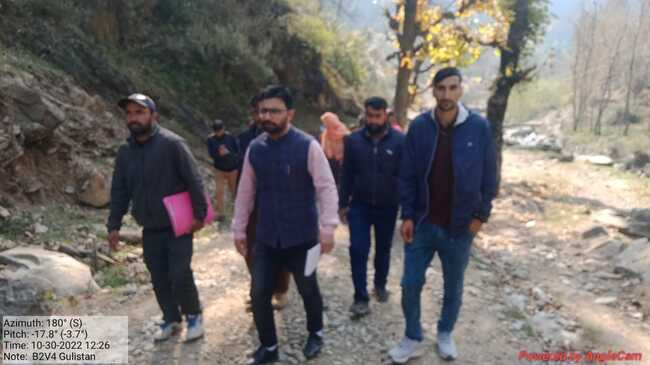 Azimuth: 180° (S)
Pitch: -17.8° (-3.7°)
Time: 10-30-2022 12:26
Note: B2V4 Gulistan
Powered by AngleCam